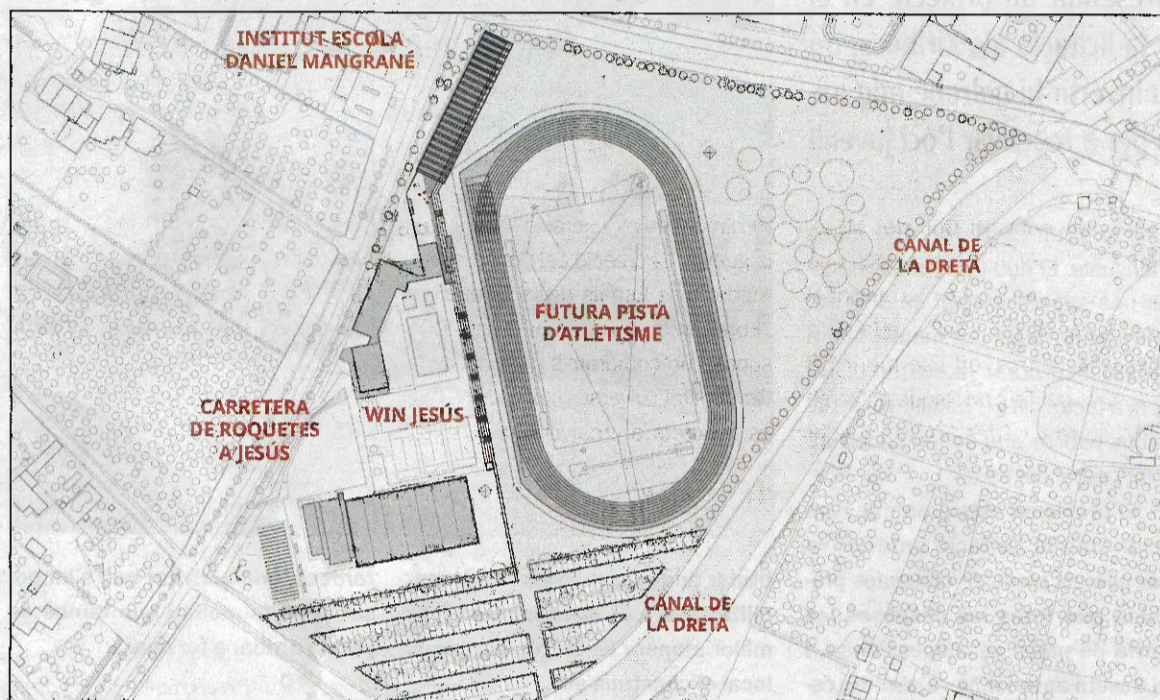 INSTITUT ESCOLA
DANIEL MANGRANÉ
CANAL DE
LA DRETA
FUTURA PISTA
D'ATLETISME
CARRETERA
DE ROQUETES
A JESÚS
WIN JESÚS
CANAL DE
LA DRETA